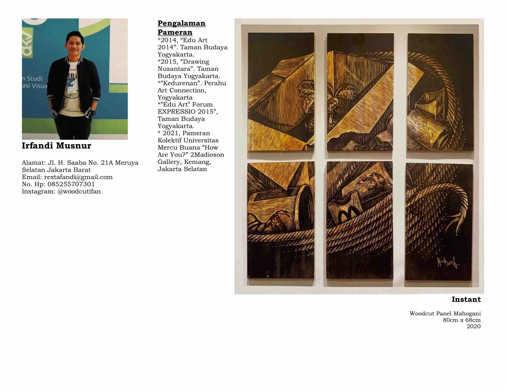 h Studi
asi Visua
Irfandi Musnur
Alamat: Jl. H. Saaba No. 21A Meruya
Selatan Jakarta Barat
Email: rextafandi@gmail.com
No. Hp: 085255707301
Instagram: @woodcutifan
Pengalaman
Pameran
*2014, “Edu Art
2014”. Taman Budaya
Yogyakarta.
*2015, “Drawing
Nusantara”. Taman
Budaya Yogyakarta.
*”Kedurenan”. Perahu
Art Connection,
Yogyakarta
*”Edu Art” Forum
EXPRESSIO 2015”,
Taman Budaya
Yogyakarta.
* 2021, Pameran
Kolektif Universitas
Mercu Buana “How
Are You?” 2Madioson
Gallery, Kemang,
Jakarta Selatan
Instant
Woodcut Panel Mahogani
80cm x 68cm
2020